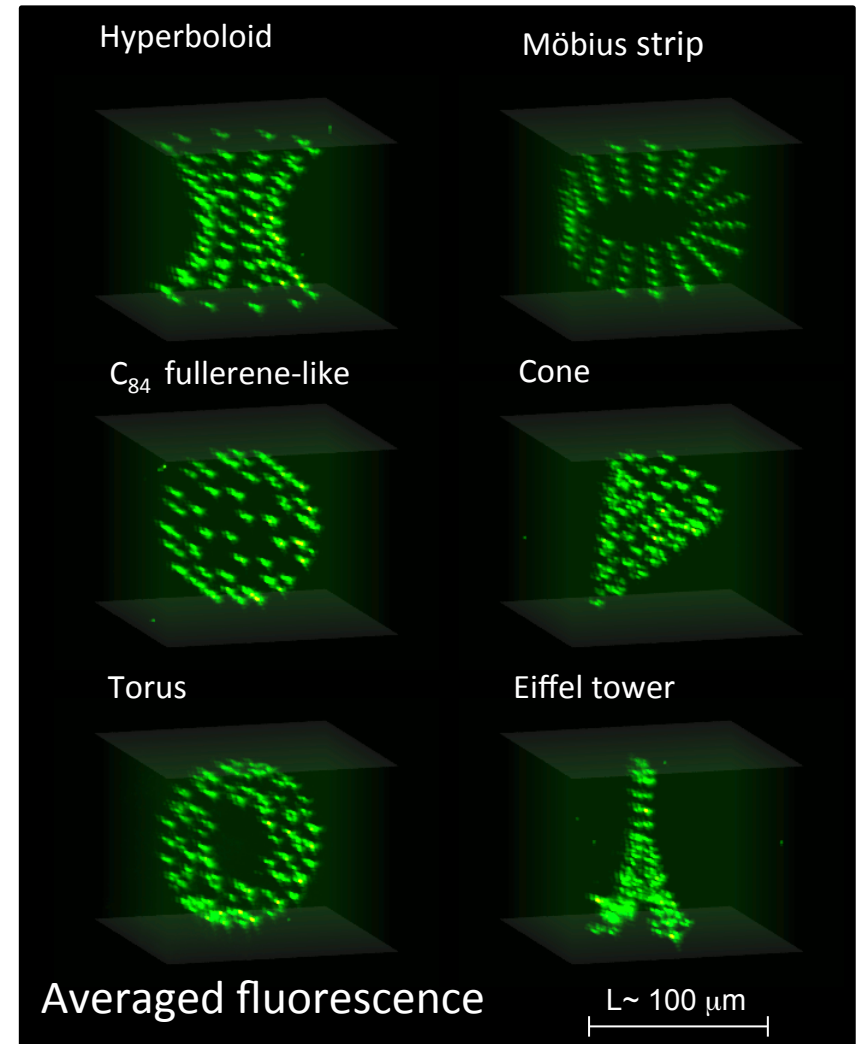 Hyperboloid
Möbius strip
C₈₄ fullerene-like
Cone
Torus
Eiffel tower
Averaged fluorescence
L~ 100 μm